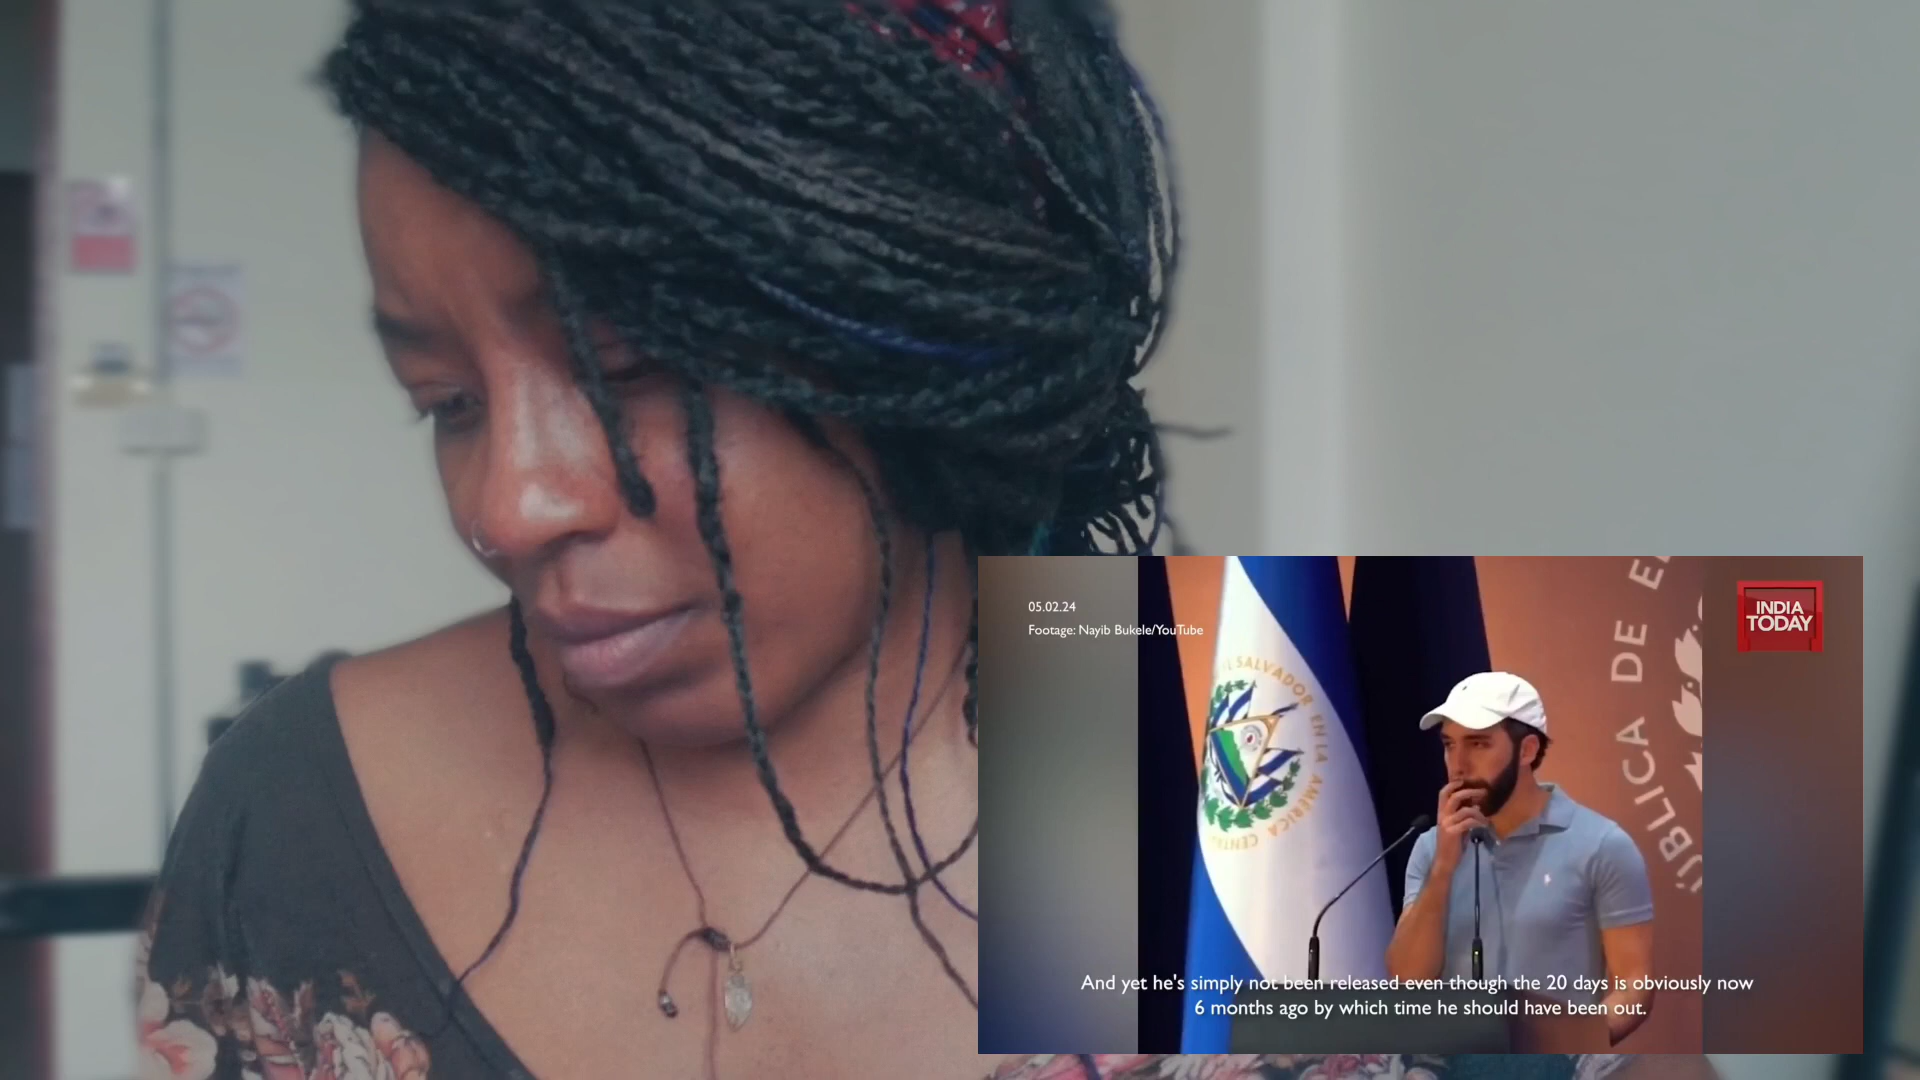 05.02.24
Footage: Nayib Bukele/YouTube
INDIA
TODAY
SALVADOR EN LA AMERICA CENTRAL
ÚBLICA DE EL
And yet he's simply not been released even though the 20 days is obviously now
6 months ago by which time he should have been out.